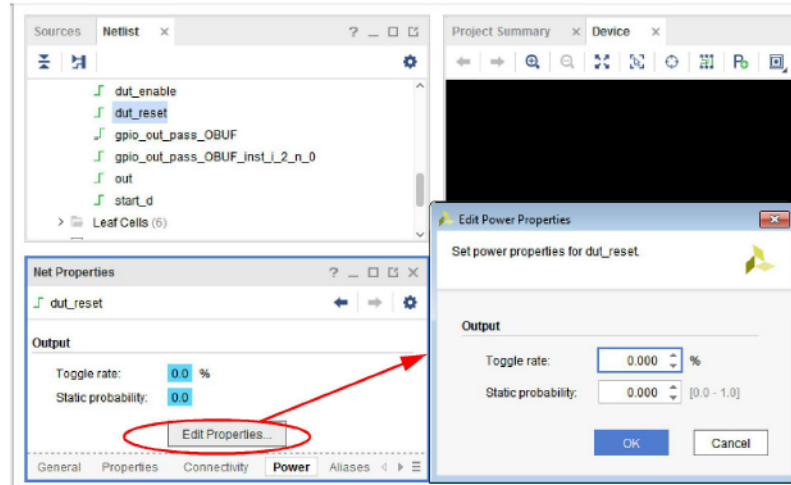 Sources Netlist × ? _
dut_enable
dut_reset
gpio_out_pass_OBUF
gpio_out_pass_OBUF_inst_i_2_n_0
out
start_d
Leaf Cells (6)
Net Properties ? _ ×
dut_reset
Output
Toggle rate: 0.0 %
Static probability: 0.0
Edit Properties...
General Properties Connectivity Power Aliases
Project Summary × Device ×
Edit Power Properties
Set power properties for dut_reset.
Output
Toggle rate: 0.000 %
Static probability: 0.000 [0.0 - 1.0]
OK Cancel